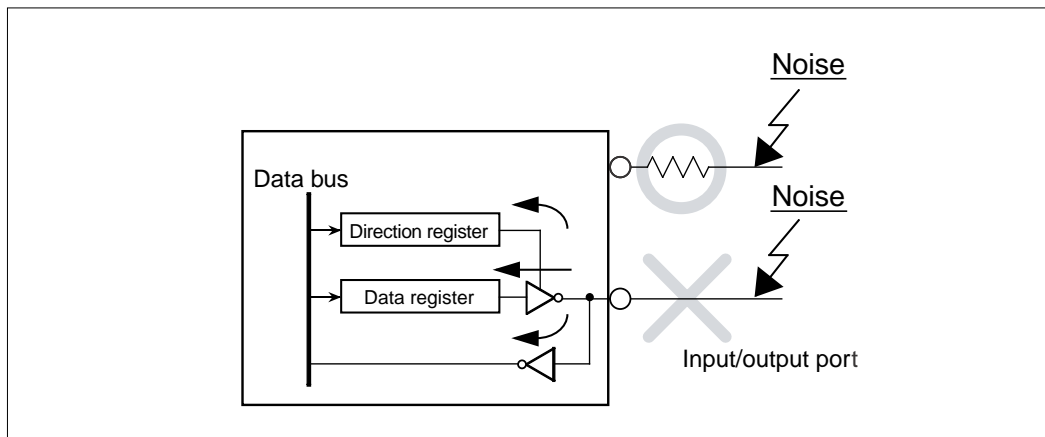 Noise
Data bus
Noise
Direction register
Data register
Input/output port